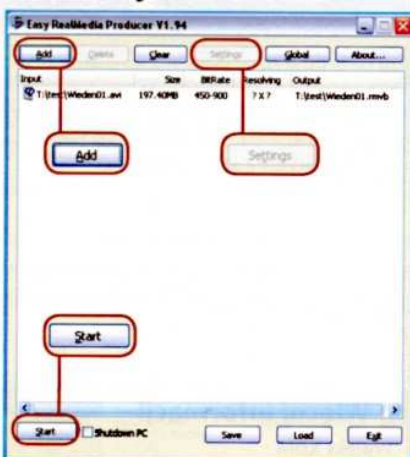 Easy RealMedia Producer V1.94
Add Delete Clear Settings Global About...
Input Size BitRate Resolving Output
T:\test\Wieden01.avi 197.40MB 450-900 ? X ? T:\test\Wieden01.rmvb
Add Settings
Start
Start Shutdown PC Save Load Exit